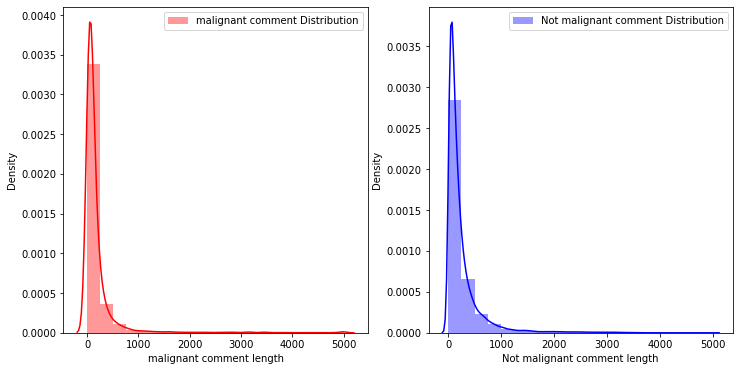 malignant comment Distribution
0.0040
0.0035
0.0030
0.0025
0.0020
0.0015
0.0010
0.0005
0.0000
Density
0 1000 2000 3000 4000 5000
malignant comment length
Not malignant comment Distribution
0.0035
0.0030
0.0025
0.0020
0.0015
0.0010
0.0005
0.0000
Density
0 1000 2000 3000 4000 5000
Not malignant comment length